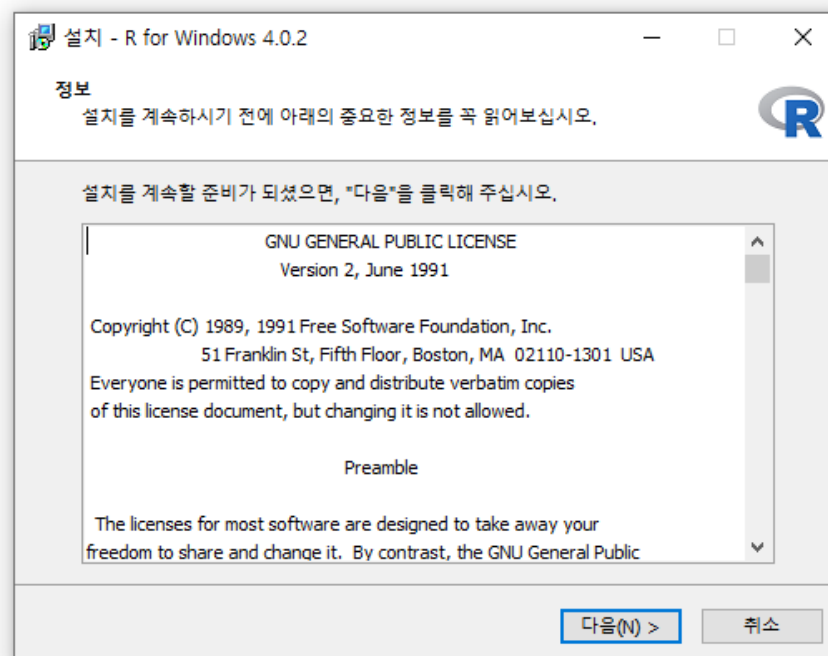 설치 - R for Windows 4.0.2
정보
설치를 계속하시기 전에 아래의 중요한 정보를 꼭 읽어보십시오.
R
설치를 계속할 준비가 되셨으면, "다음"을 클릭해 주십시오.
GNU GENERAL PUBLIC LICENSE
Version 2, June 1991
Copyright (C) 1989, 1991 Free Software Foundation, Inc.
51 Franklin St, Fifth Floor, Boston, MA 02110-1301 USA
Everyone is permitted to copy and distribute verbatim copies
of this license document, but changing it is not allowed.
Preamble
The licenses for most software are designed to take away your
freedom to share and change it. By contrast, the GNU General Public
다음(N) >
취소